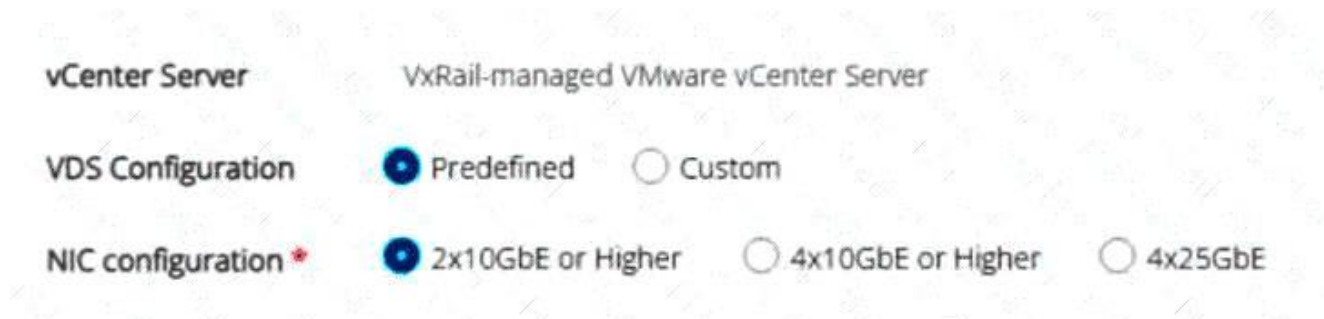 vCenter Server VxRail-managed VMware vCenter Server
VDS Configuration Predefined Custom
NIC configuration * 2x10GbE or Higher 4x10GbE or Higher 4x25GbE